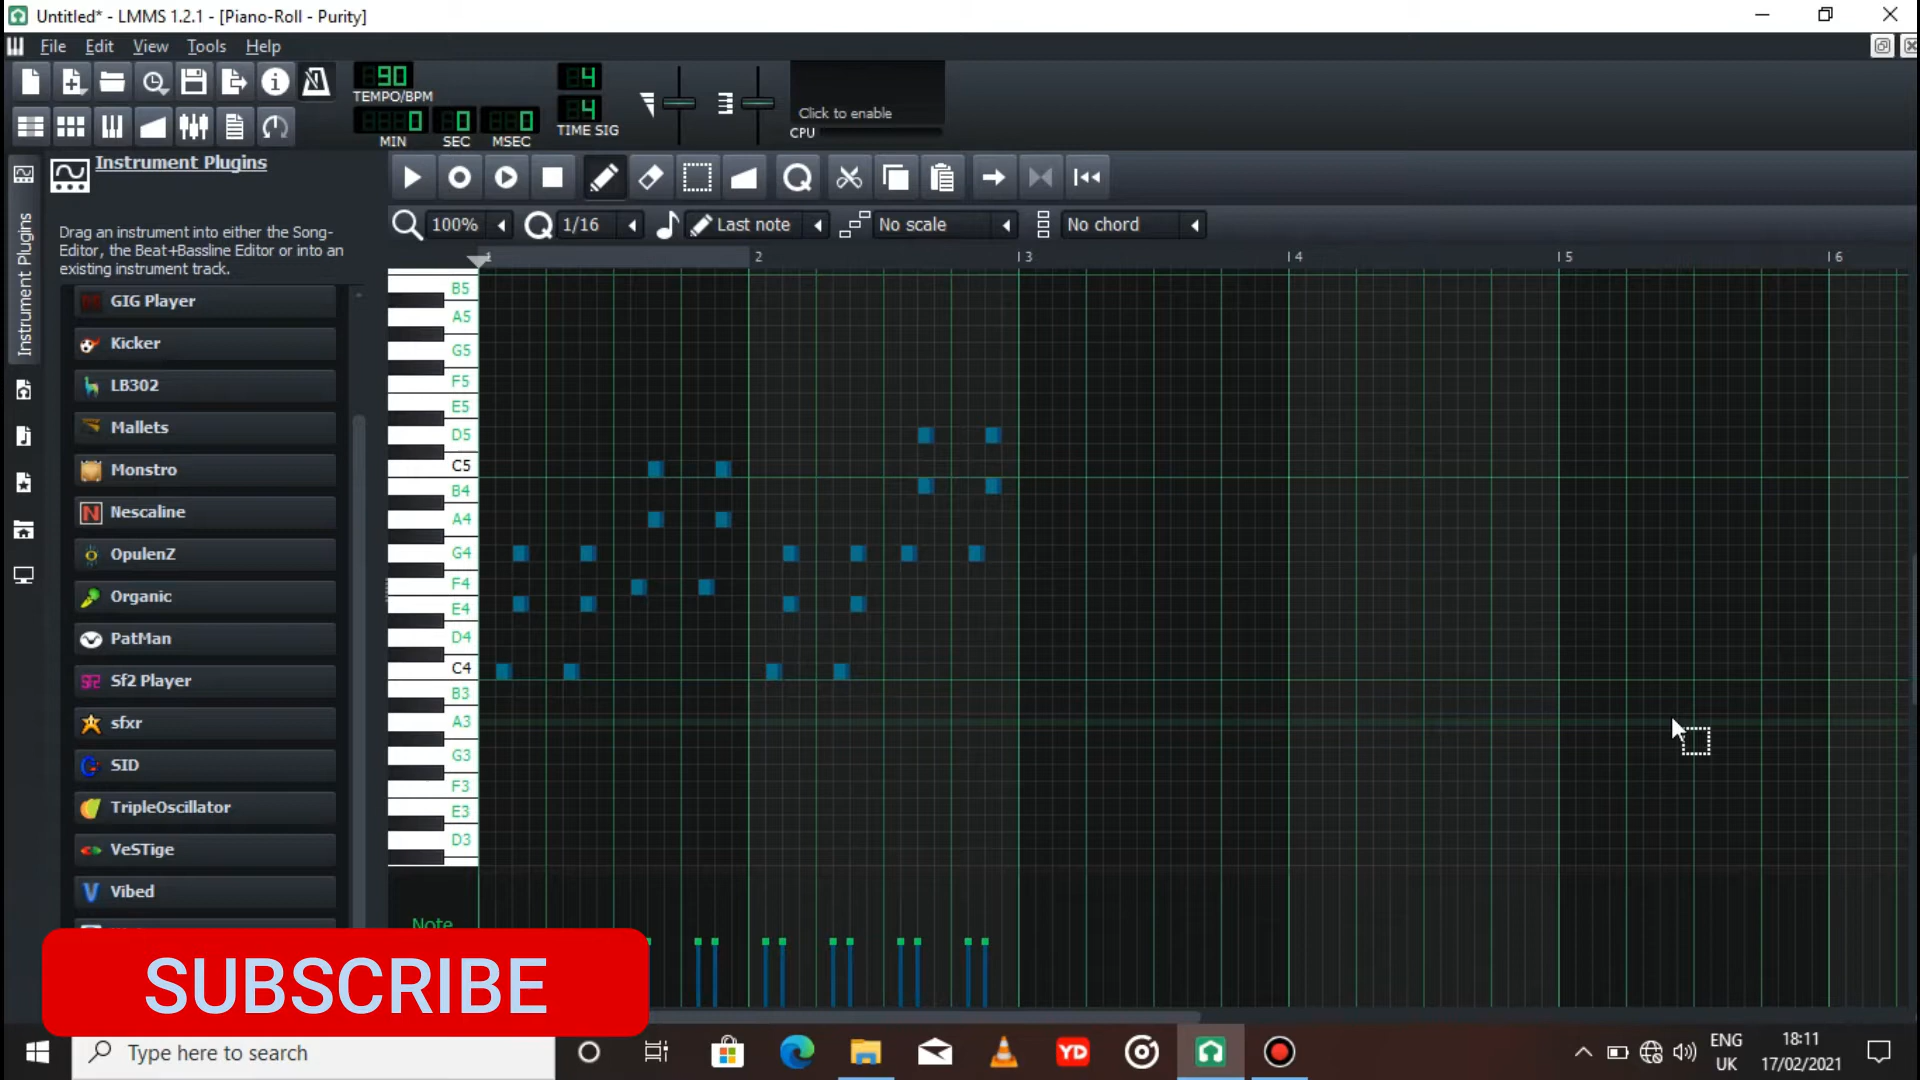 Untitled* - LMMS 1.2.1 - [Piano-Roll - Purity]
File Edit View Tools Help
90
TEMPO/BPM
0 0 0
MIN SEC MSEC
4
4
TIME SIG
Click to enable
CPU
Instrument Plugins
Instrument Plugins
Drag an instrument into either the Song-
Editor, the Beat+Bassline Editor or into an
existing instrument track.
GIG Player
Kicker
LB302
Mallets
Monstro
Nescaline
OpulenZ
Organic
PatMan
Sf2 Player
sfxr
SID
TripleOscillator
VeSTige
Vibed
100% 1/16 Last note No scale No chord
1 2 3 4 5 6
B5
A5
G5
F5
E5
D5
C5
B4
A4
G4
F4
E4
D4
C4
B3
A3
G3
F3
E3
D3
Note
SUBSCRIBE
Type here to search
YD
ENG
UK
18:11
17/02/2021